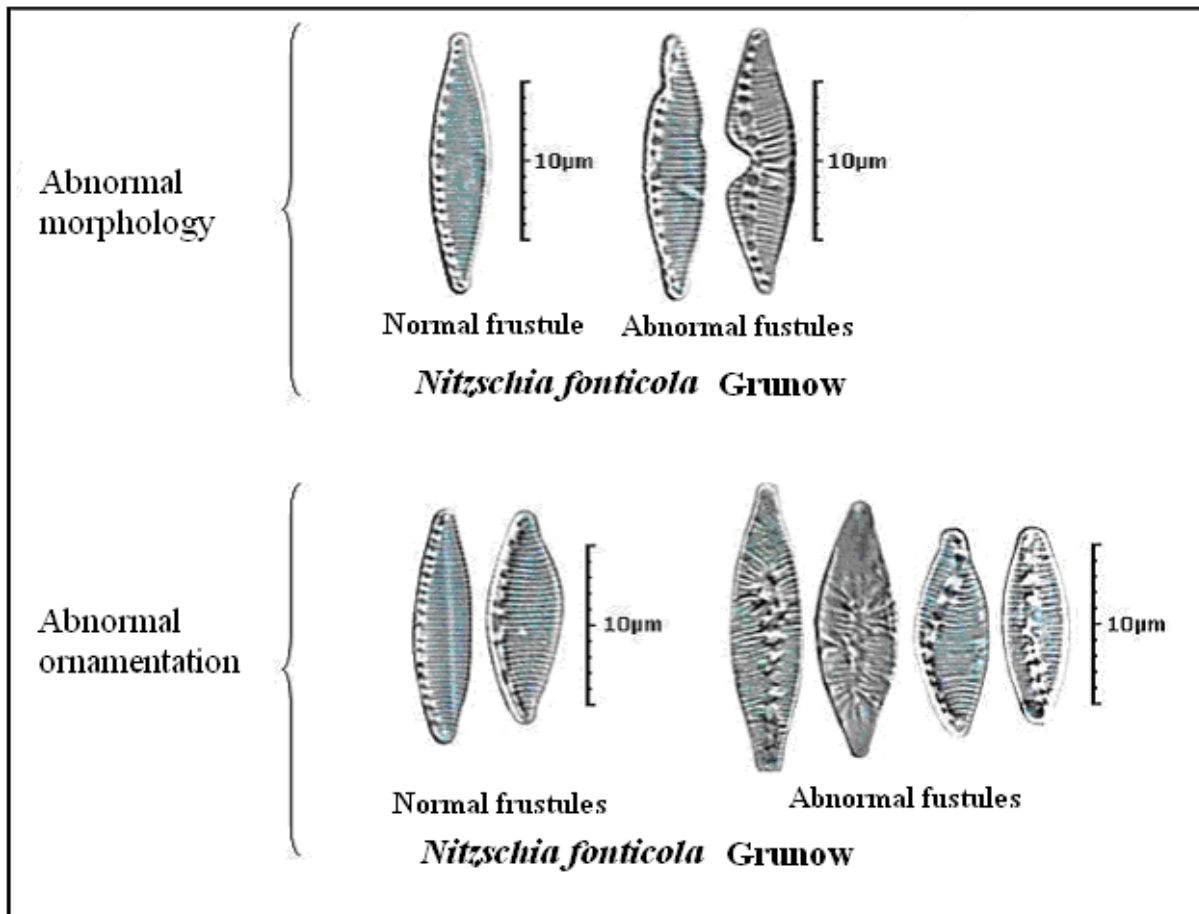 Abnormal
morphology
10µm
10µm
Normal frustule
Abnormal fustules
Nitzschia fonticola Grunow
Abnormal
ornamentation
10µm
10µm
Normal frustules
Abnormal fustules
Nitzschia fonticola Grunow